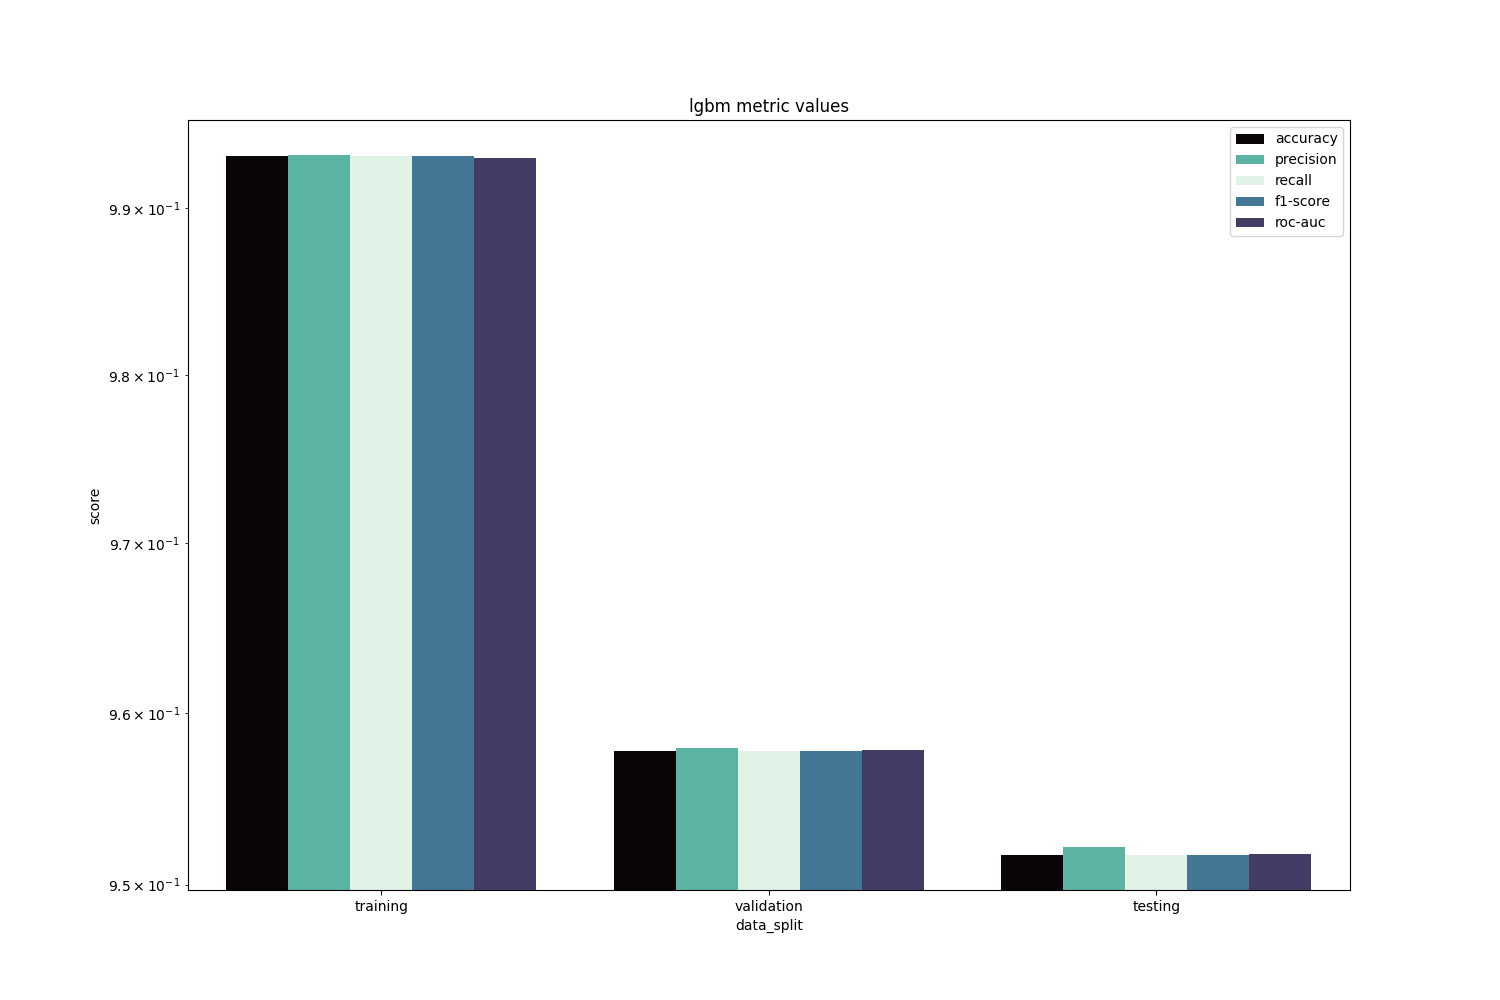 lgbm metric values
accuracy
precision
recall
f1-score
roc-auc
9.9 × 10⁻¹
9.8 × 10⁻¹
9.7 × 10⁻¹
9.6 × 10⁻¹
9.5 × 10⁻¹
score
training validation testing
data_split